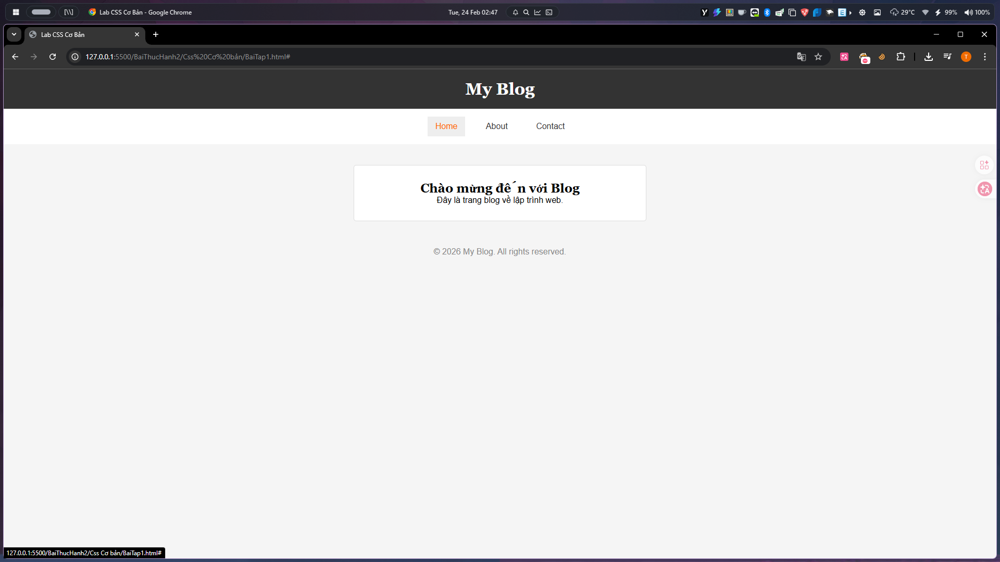 Lab CSS Cơ Bản - Google Chrome
Tue, 24 Feb 02:47
29°C
99%
100%
Lab CSS Cơ Bản
127.0.0.1:5500/BaiThucHanh2/Css%20Cơ%20bản/BaiTap1.html#
T
My Blog
Home About Contact
Chào mừng đến với Blog
Đây là trang blog về lập trình web.
© 2026 My Blog. All rights reserved.
127.0.0.1:5500/BaiThucHanh2/Css Cơ bản/BaiTap1.html#